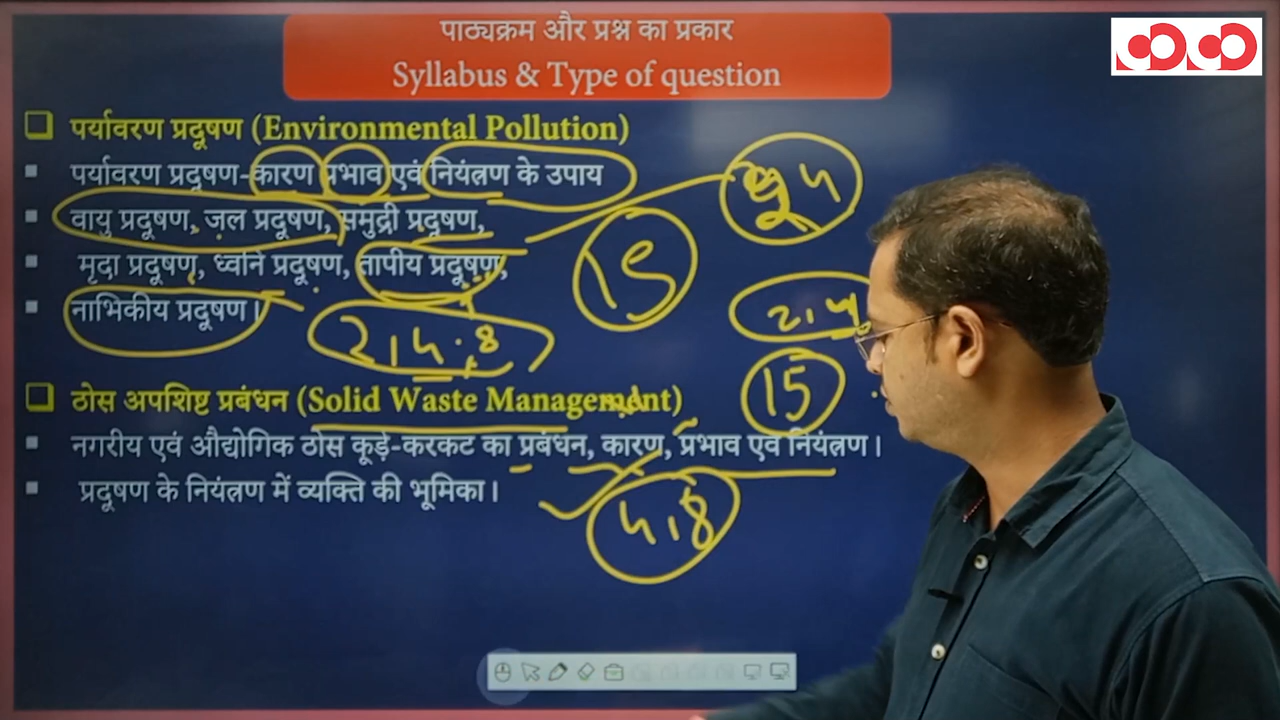 पाठ्यक्रम और प्रश्न का प्रकार
Syllabus & Type of question
पर्यावरण प्रदूषण (Environmental Pollution)
पर्यावरण प्रदूषण-कारण प्रभाव एवं नियंत्रण के उपाय
वायु प्रदूषण, जल प्रदूषण, समुद्री प्रदूषण,
मृदा प्रदूषण, ध्वनि प्रदूषण, तापीय प्रदूषण,
नाभिकीय प्रदूषण।
2, 4, 8
15
2, 4
15
ठोस अपशिष्ट प्रबंधन (Solid Waste Management)
नगरीय एवं औद्योगिक ठोस कूड़े-करकट का प्रबंधन, कारण, प्रभाव एवं नियंत्रण।
प्रदूषण के नियंत्रण में व्यक्ति की भूमिका।
4, 8